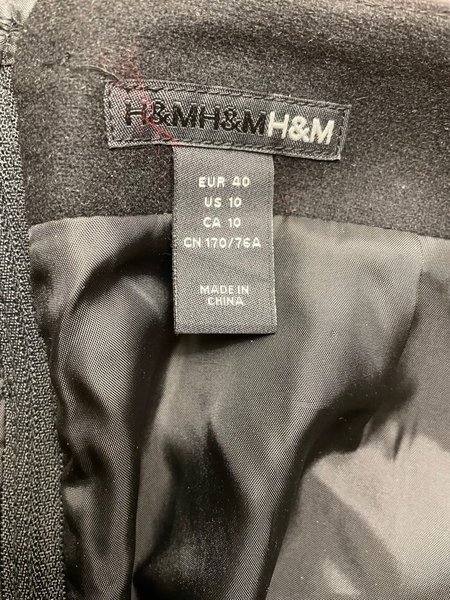 H&MH&MH&M
EUR 40
US 10
CA 10
CN 170/76A
MADE IN
CHINA